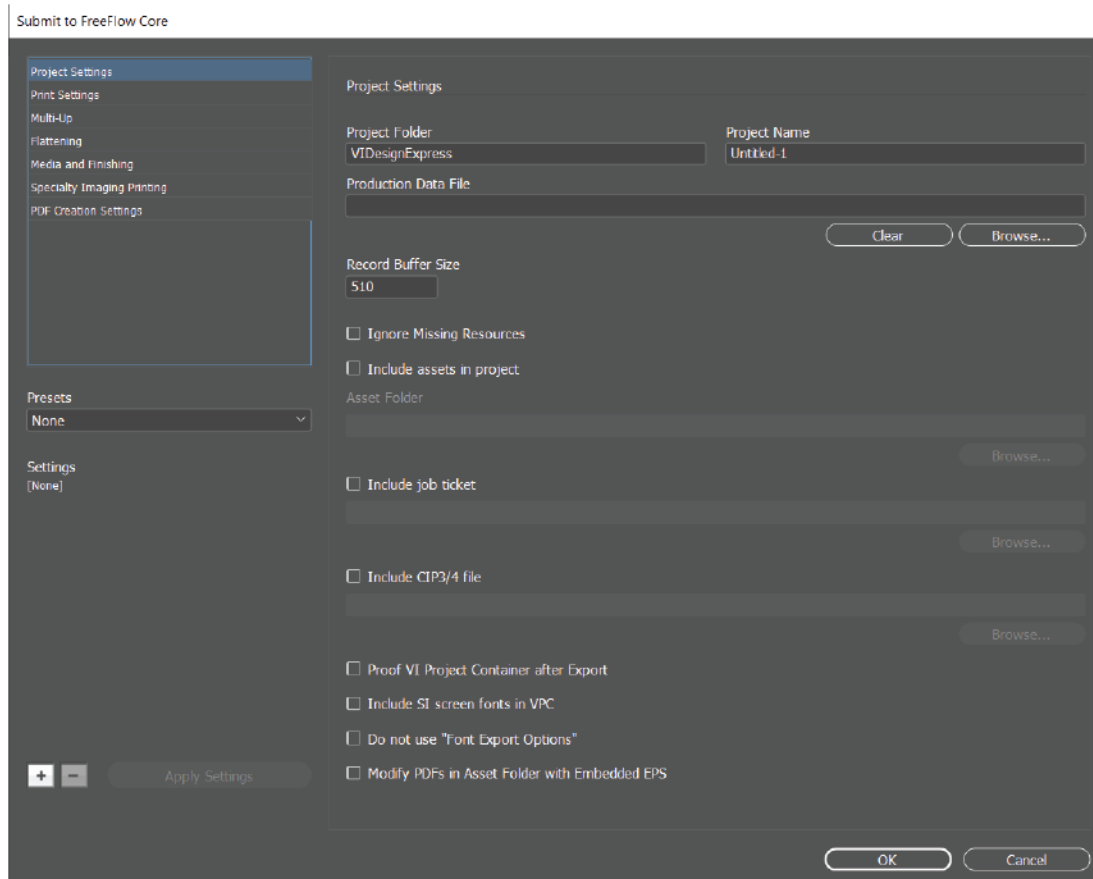 Submit to FreeFlow Core
Project Settings
Print Settings
Multi-Up
Flattening
Media and Finishing
Specialty Imaging Printing
PDF Creation Settings
Presets
None
Settings
[None]
+ − Apply Settings
Project Settings
Project Folder Project Name
VIDesignExpress Untitled-1
Production Data File
Clear Browse...
Record Buffer Size
510
Ignore Missing Resources
Include assets in project
Asset Folder
Browse...
Include job ticket
Browse...
Include CIP3/4 file
Browse...
Proof VI Project Container after Export
Include SI screen fonts in VPC
Do not use "Font Export Options"
Modify PDFs in Asset Folder with Embedded EPS
OK Cancel